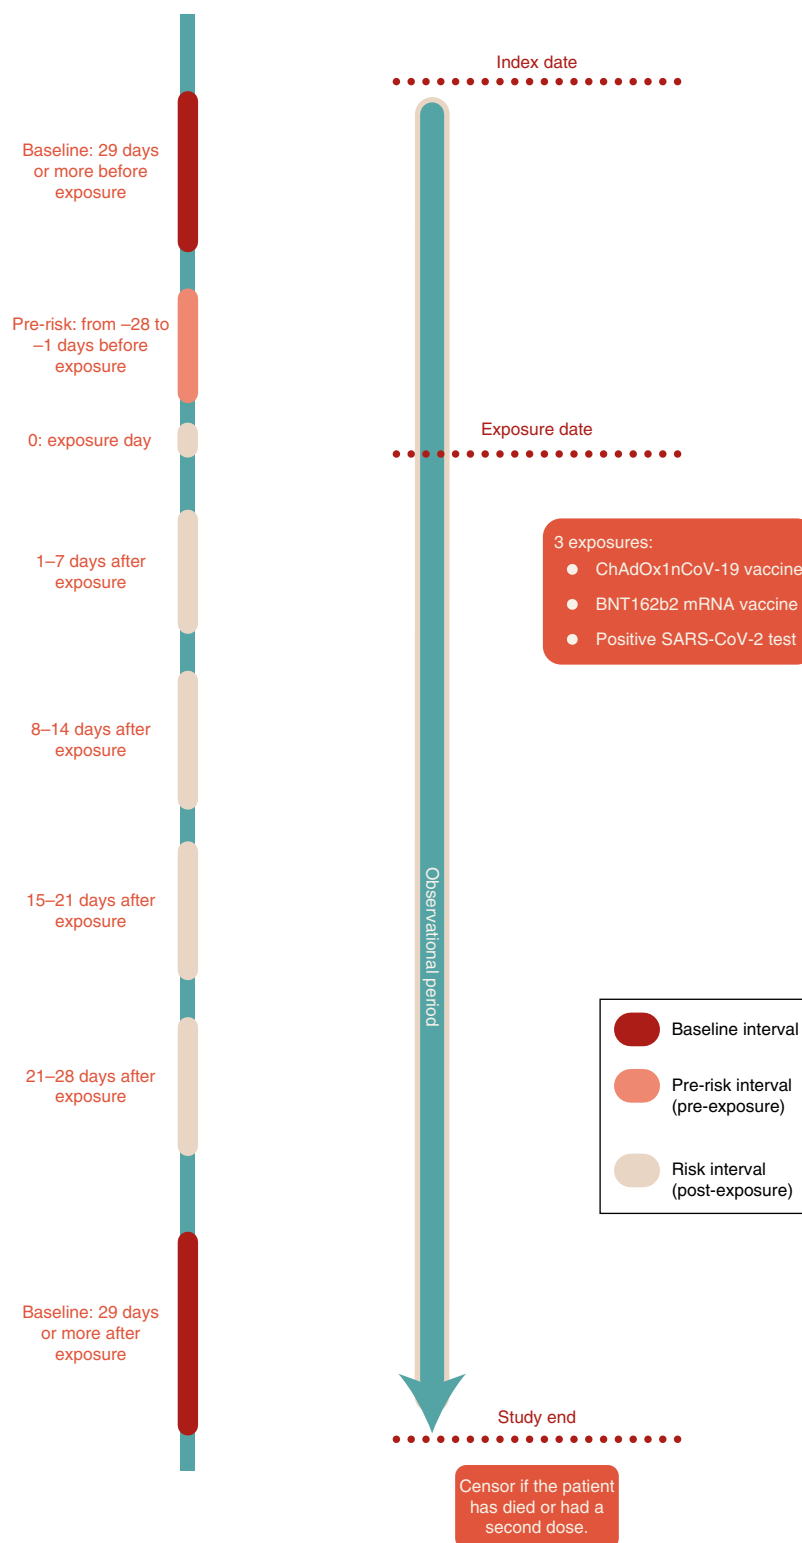 Index date
Baseline: 29 days
or more before
exposure
Pre-risk: from –28 to
–1 days before
exposure
0: exposure day
Exposure date
1–7 days after
exposure
3 exposures:
● ChAdOx1nCoV-19 vaccine
● BNT162b2 mRNA vaccine
● Positive SARS-CoV-2 test
8–14 days after
exposure
15–21 days after
exposure
Observational period
21–28 days after
exposure
Baseline interval
Pre-risk interval
(pre-exposure)
Risk interval
(post-exposure)
Baseline: 29 days
or more after
exposure
Study end
Censor if the patient
has died or had a
second dose.